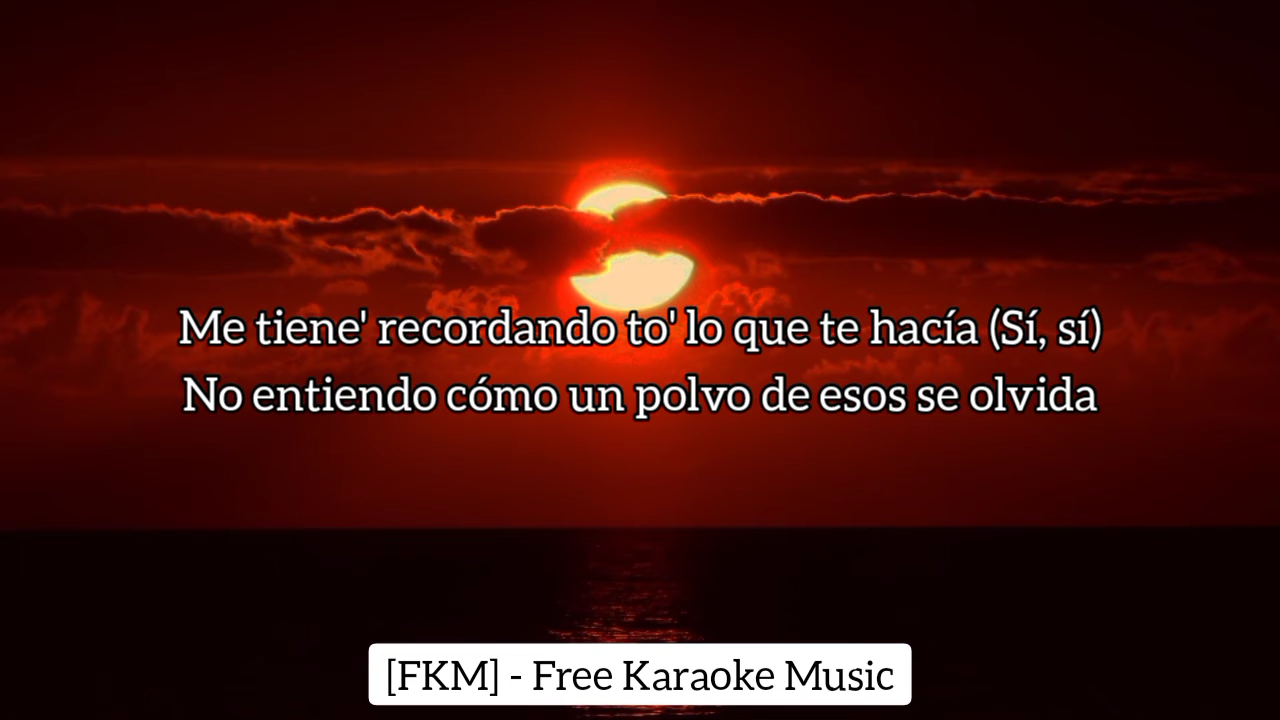 Me tiene' recordando to' lo que te hacía (Sí, sí)
No entiendo cómo un polvo de esos se olvida
[FKM] - Free Karaoke Music